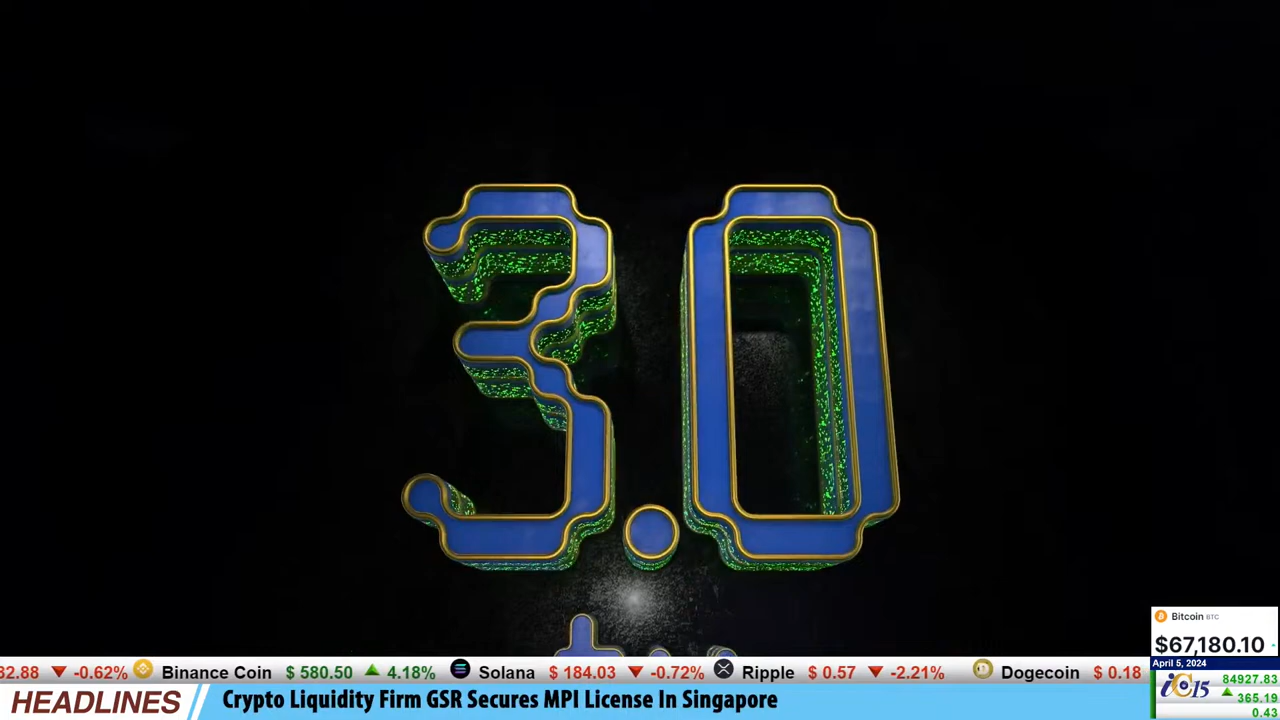 3.0
Bitcoin BTC
$67,180.10
April 5, 2024
32.88 -0.62% Binance Coin $ 580.50 4.18% Solana $ 184.03 -0.72% Ripple $ 0.57 -2.21% Dogecoin $ 0.18
iC15 84927.83
365.19
0.43
HEADLINES Crypto Liquidity Firm GSR Secures MPI License In Singapore